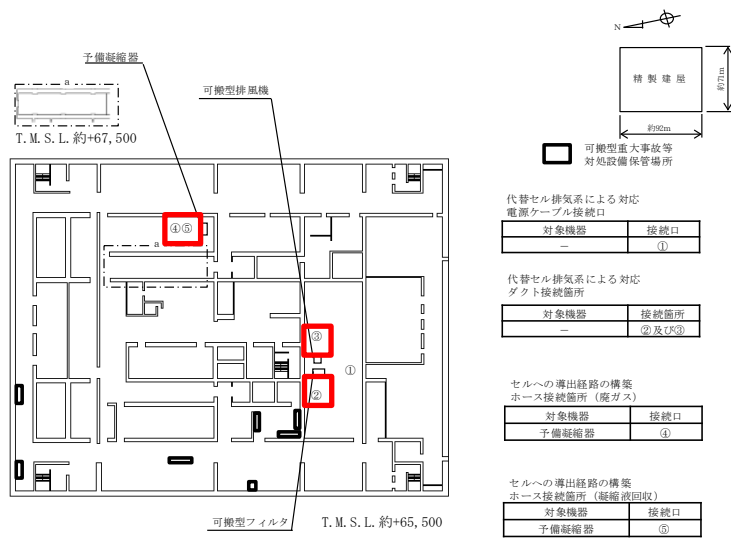 予備凝縮器
可搬型排風機
a
T.M.S.L.約+67,500
④⑤
a
③
①
②
可搬型フィルタ
T.M.S.L.約+65,500
N
精製建屋
約71m
約92m
可搬型重大事故等
対処設備保管場所
代替セル排気系による対応
電源ケーブル接続口
対象機器 接続口
－ ①
代替セル排気系による対応
ダクト接続箇所
対象機器 接続箇所
－ ②及び③
セルへの導出経路の構築
ホース接続箇所（廃ガス）
対象機器 接続口
予備凝縮器 ④
セルへの導出経路の構築
ホース接続箇所（凝縮液回収）
対象機器 接続口
予備凝縮器 ⑤